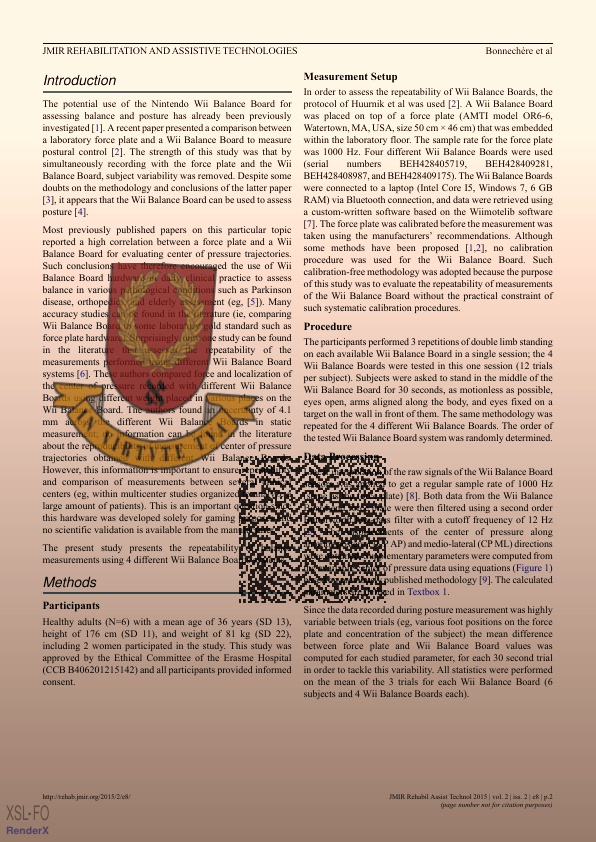 JMIR REHABILITATION AND ASSISTIVE TECHNOLOGIES
Bonnechère et al
Introduction
The potential use of the Nintendo Wii Balance Board for
assessing balance and posture has already been previously
investigated [1]. A recent paper presented a comparison between
a laboratory force plate and a Wii Balance Board to measure
postural control [2]. The strength of this study was that by
simultaneously recording with the force plate and the Wii
Balance Board, subject variability was removed. Despite some
doubts on the methodology and conclusions of the latter paper
[3], it appears that the Wii Balance Board can be used to assess
posture [4].
Most previously published papers on this particular topic
reported a high correlation between a force plate and a Wii
Balance Board for evaluating center of pressure trajectories.
Such conclusions have therefore encouraged the use of Wii
Balance Board hardware for daily clinical practice to assess
balance in various pathological conditions such as Parkinson
disease, orthopedic and elderly assessment (eg, [5]). Many
accuracy studies can be found in the literature (ie, comparing
Wii Balance Board to some laboratory gold standard such as
force plate hardware). Surprisingly only one study can be found
in the literature that assessed the repeatability of the
measurements performed using different Wii Balance Board
systems [6]. These authors compared force and localization of
the center of pressure recorded with different Wii Balance
Boards using different weights placed in various places on the
Wii Balance Board. The authors found an uncertainty of 4.1
mm across the different Wii Balance Boards in static
measurement. No information can be found in the literature
about the repeatability of measurement of center of pressure
trajectories obtained with different Wii Balance Boards.
However, this information is important to ensure
and comparison of measurements between several
centers (eg, within multicenter studies organized
large amount of patients). This is an important question since
this hardware was developed solely for gaming
no scientific validation is available from the
The present study presents the repeatability
measurements using 4 different Wii Balance
Methods
Participants
Healthy adults (N=6) with a mean age of 36 years (SD 13),
height of 176 cm (SD 11), and weight of 81 kg (SD 22),
including 2 women participated in the study. This study was
approved by the Ethical Committee of the Erasme Hospital
(CCB B406201215142) and all participants provided informed
consent.
Measurement Setup
In order to assess the repeatability of Wii Balance Boards, the
protocol of Huurnik et al was used [2]. A Wii Balance Board
was placed on top of a force plate (AMTI model OR6-6,
Watertown, MA, USA, size 50 cm × 46 cm) that was embedded
within the laboratory floor. The sample rate for the force plate
was 1000 Hz. Four different Wii Balance Boards were used
(serial numbers BEH428405719, BEH428409281,
BEH428408987, and BEH428409175). The Wii Balance Boards
were connected to a laptop (Intel Core I5, Windows 7, 6 GB
RAM) via Bluetooth connection, and data were retrieved using
a custom-written software based on the Wiimotelib software
[7]. The force plate was calibrated before the measurement was
taken using the manufacturers’ recommendations. Although
some methods have been proposed [1,2], no calibration
procedure was used for the Wii Balance Board. Such
calibration-free methodology was adopted because the purpose
of this study was to evaluate the repeatability of measurements
of the Wii Balance Board without the practical constraint of
such systematic calibration procedures.
Procedure
The participants performed 3 repetitions of double limb standing
on each available Wii Balance Board in a single session; the 4
Wii Balance Boards were tested in this one session (12 trials
per subject). Subjects were asked to stand in the middle of the
Wii Balance Board for 30 seconds, as motionless as possible,
eyes open, arms aligned along the body, and eyes fixed on a
target on the wall in front of them. The same methodology was
repeated for the 4 different Wii Balance Boards. The order of
the tested Wii Balance Board system was randomly determined.
Data Processing
of the raw signals of the Wii Balance Board
to get a regular sample rate of 1000 Hz
[8]. Both data from the Wii Balance
were then filtered using a second order
filter with a cutoff frequency of 12 Hz
of the center of pressure along
AP) and medio-lateral (CP ML) directions
parameters were computed from
of pressure data using equations (Figure 1)
published methodology [9]. The calculated
in Textbox 1.
Since the data recorded during posture measurement was highly
variable between trials (eg, various foot positions on the force
plate and concentration of the subject) the mean difference
between force plate and Wii Balance Board values was
computed for each studied parameter, for each 30 second trial
in order to tackle this variability. All statistics were performed
on the mean of the 3 trials for each Wii Balance Board (6
subjects and 4 Wii Balance Boards each).
http://rehab.jmir.org/2015/2/e8/
JMIR Rehabil Assist Technol 2015 | vol. 2 | iss. 2 | e8 | p.2
(page number not for citation purposes)
XSL•FO
RenderX